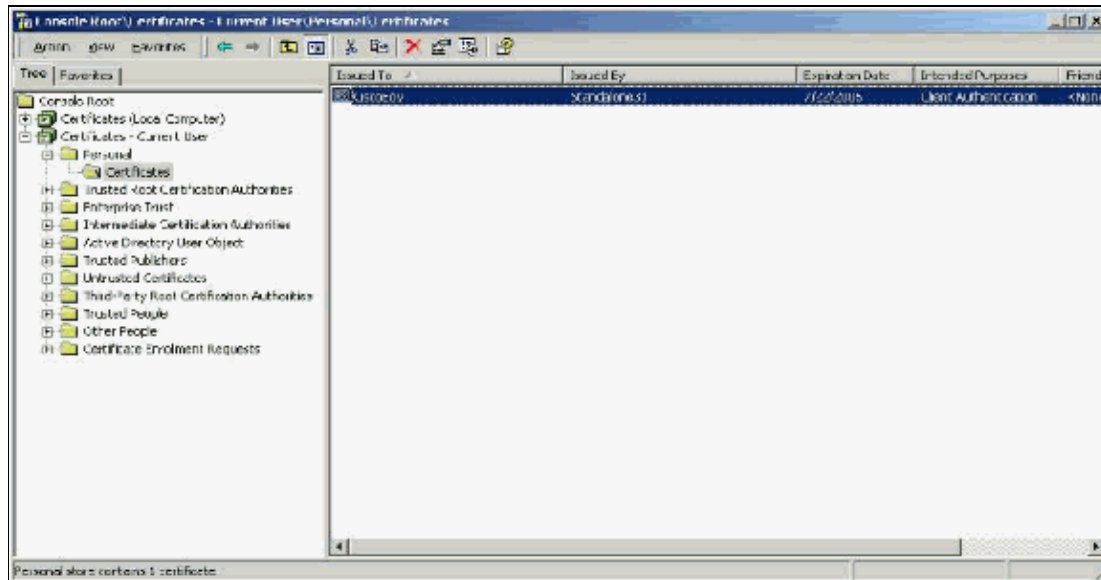 Console Root\Certificates - Current User\Personal\Certificates
Action View Favorites
Tree Favorites
Issued To Issued By Expiration Date Intended Purposes Friend
Console Root
Certificates (Local Computer)
Certificates - Current User
Personal
Certificates
Trusted Root Certification Authorities
Enterprise Trust
Intermediate Certification Authorities
Active Directory User Object
Trusted Publishers
Untrusted Certificates
Third-Party Root Certification Authorities
Trusted People
Other People
Certificate Enrolment Requests
Client Authentication <Non
Personal store contains 1 certificate.